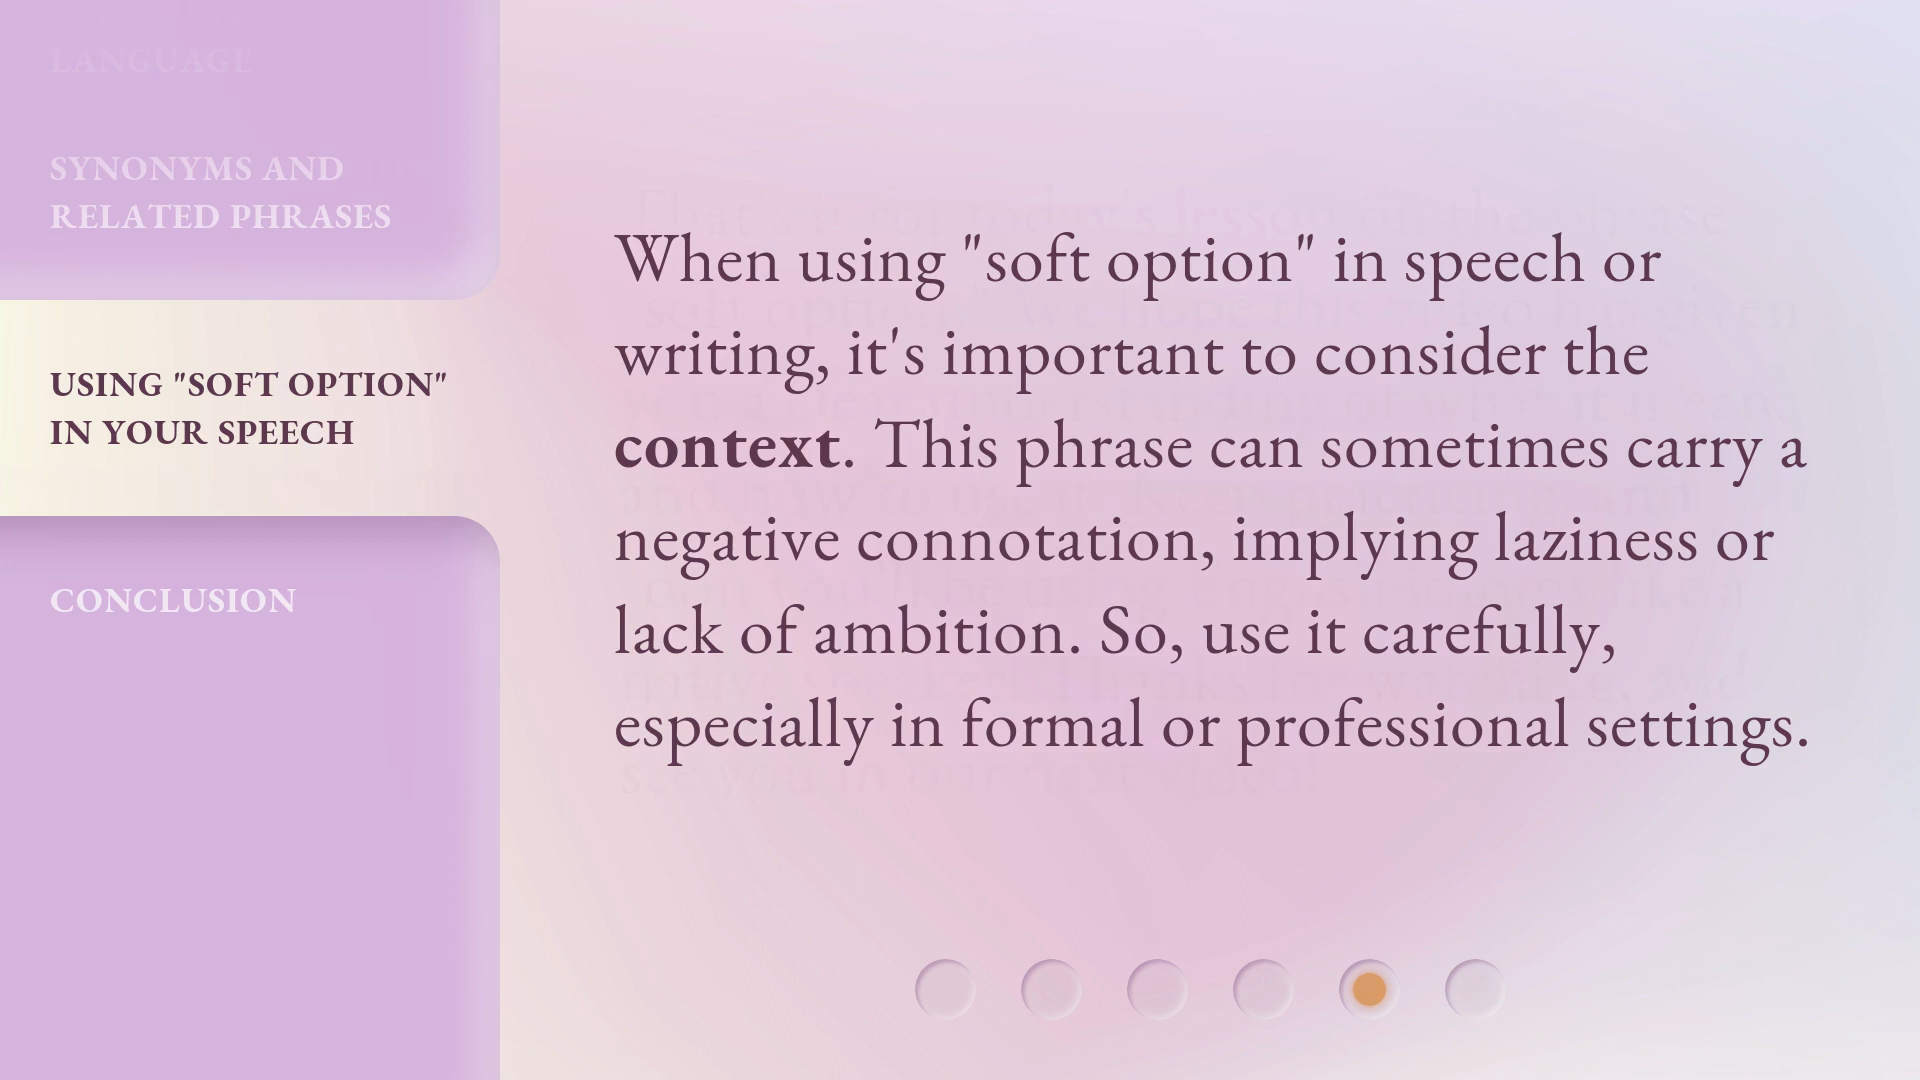 LANGUAGE
SYNONYMS AND
RELATED PHRASES
USING "SOFT OPTION"
IN YOUR SPEECH
CONCLUSION
When using "soft option" in speech or
writing, it's important to consider the
context. This phrase can sometimes carry a
negative connotation, implying laziness or
lack of ambition. So, use it carefully,
especially in formal or professional settings.